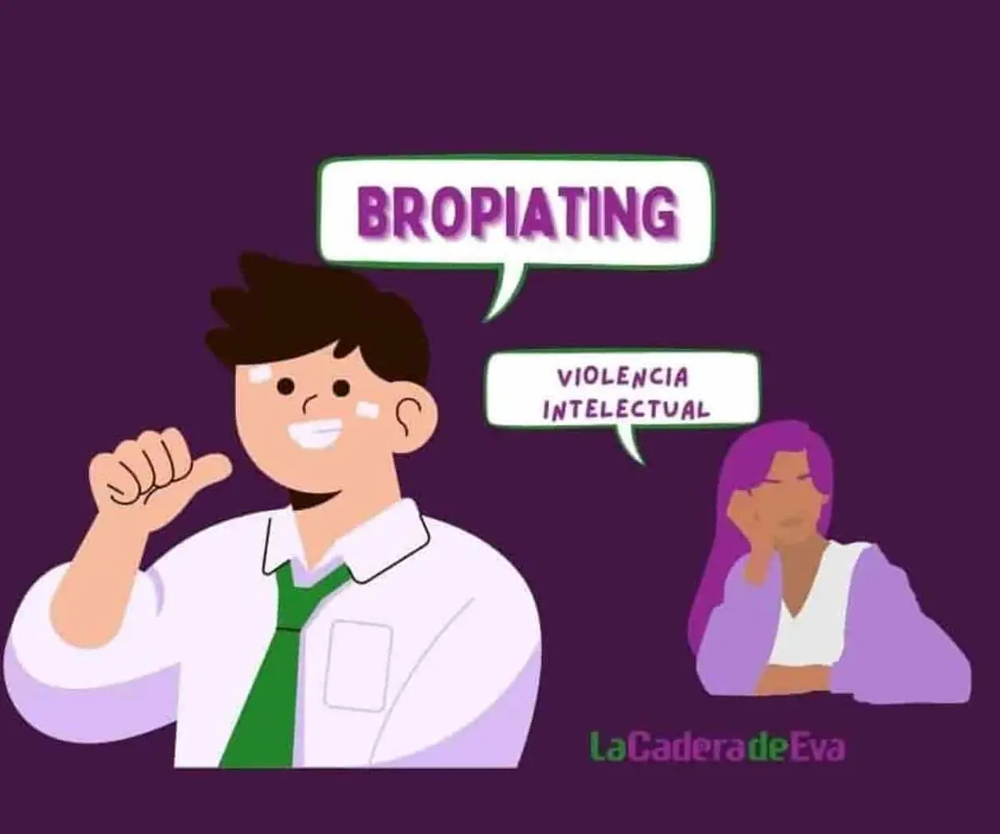 BROPIATING
VIOLENCIA
INTELECTUAL
LaCaderadeEva